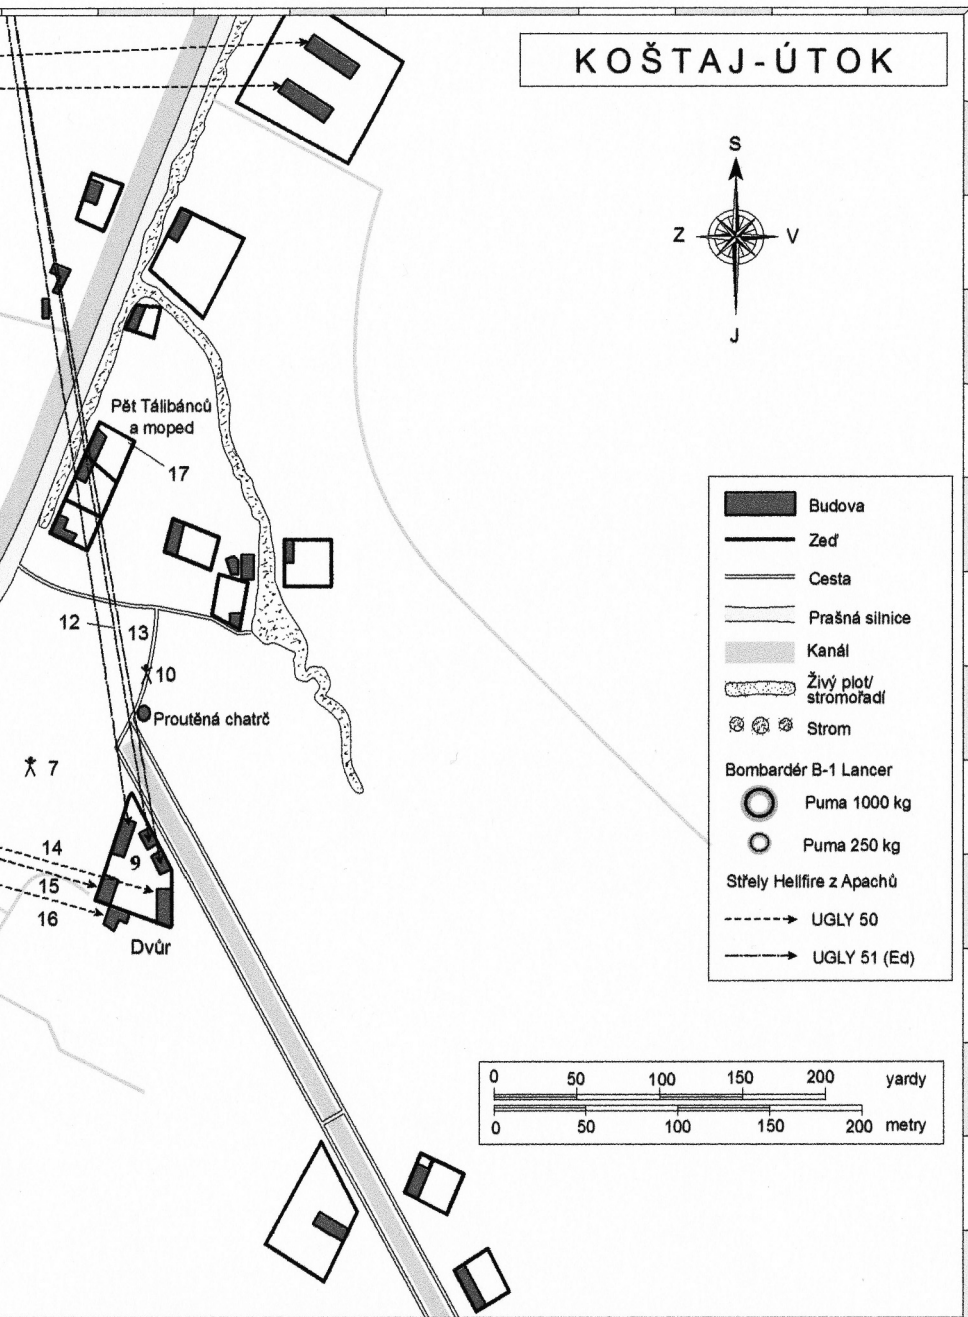 KOŠTAJ-ÚTOK
S
Z
V
J
Pět Tálibánců
a moped
17
12
13
10
Proutěná chatrč
7
14
9
15
16
Dvůr
Budova
Zeď
Cesta
Prašná silnice
Kanál
Živý plot/
stromořadí
Strom
Bombardér B-1 Lancer
Puma 1000 kg
Puma 250 kg
Střely Hellfire z Apachů
UGLY 50
UGLY 51 (Ed)
0 50 100 150 200 yardy
0 50 100 150 200 metry